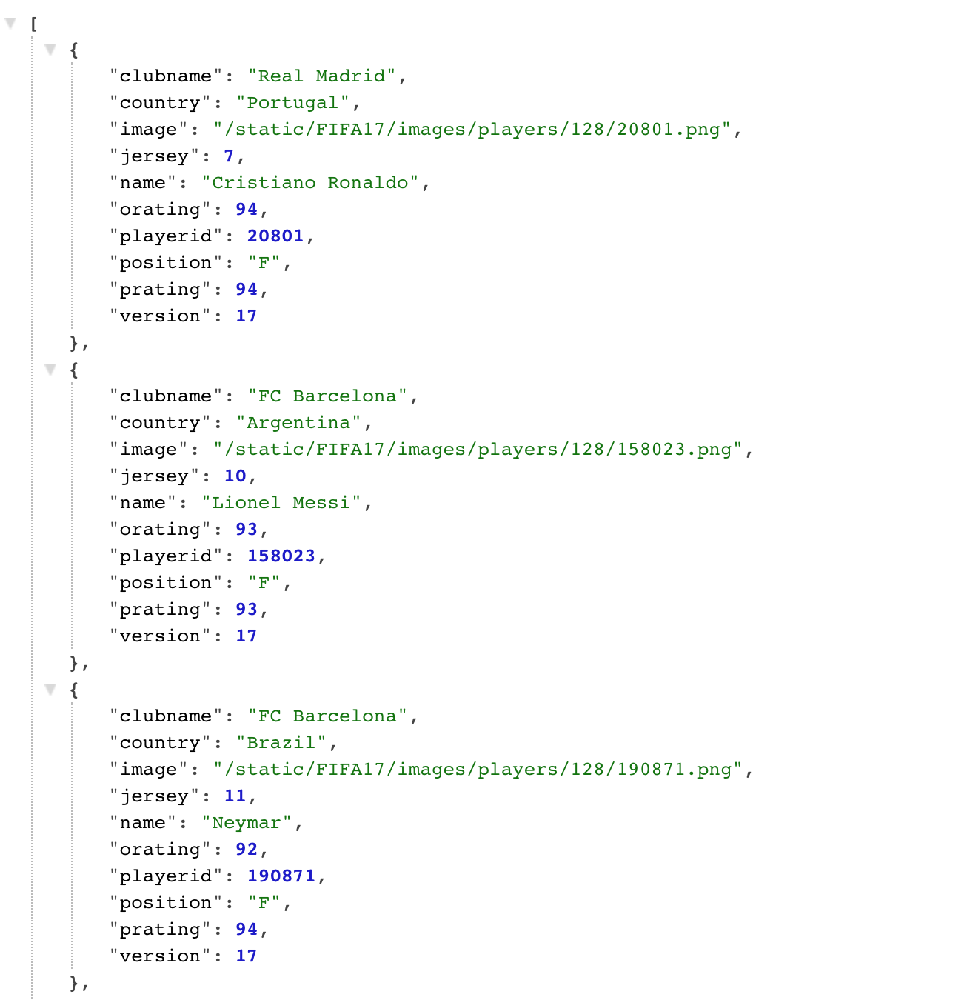 [
{
"clubname": "Real Madrid",
"country": "Portugal",
"image": "/static/FIFA17/images/players/128/20801.png",
"jersey": 7,
"name": "Cristiano Ronaldo",
"orating": 94,
"playerid": 20801,
"position": "F",
"prating": 94,
"version": 17
},
{
"clubname": "FC Barcelona",
"country": "Argentina",
"image": "/static/FIFA17/images/players/128/158023.png",
"jersey": 10,
"name": "Lionel Messi",
"orating": 93,
"playerid": 158023,
"position": "F",
"prating": 93,
"version": 17
},
{
"clubname": "FC Barcelona",
"country": "Brazil",
"image": "/static/FIFA17/images/players/128/190871.png",
"jersey": 11,
"name": "Neymar",
"orating": 92,
"playerid": 190871,
"position": "F",
"prating": 94,
"version": 17
},